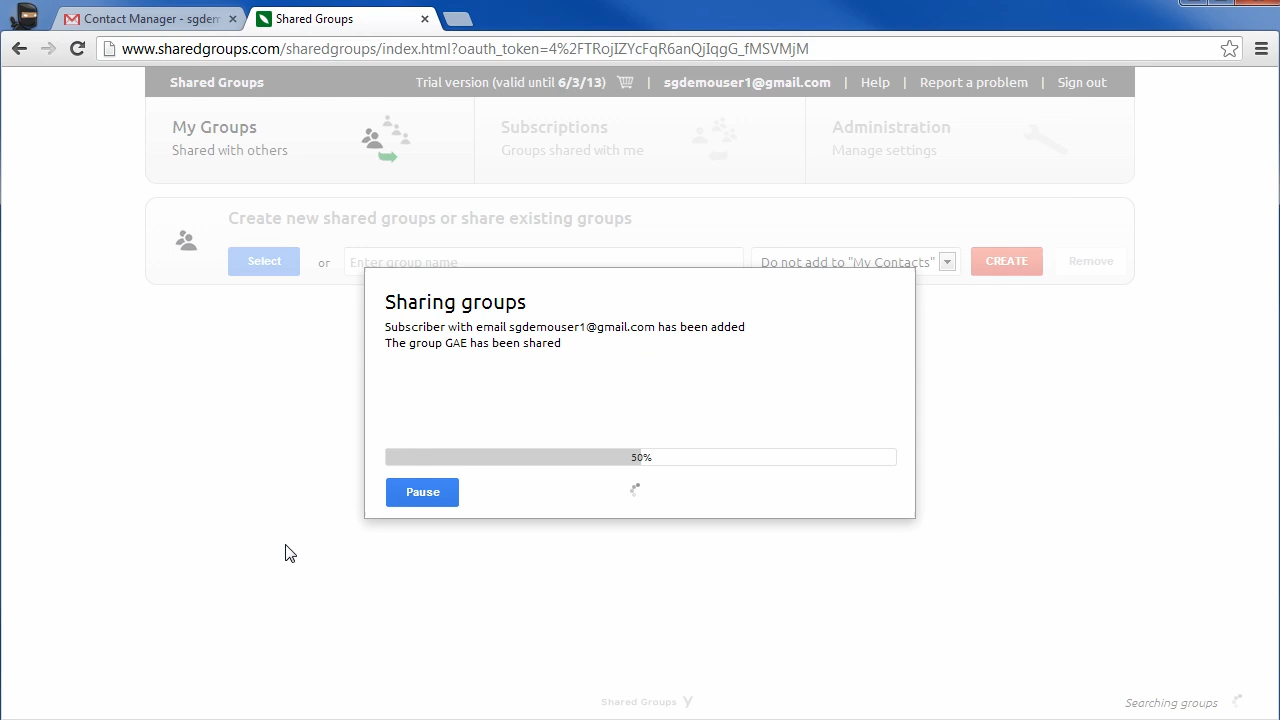 Contact Manager - sgdem
Shared Groups
www.sharedgroups.com/sharedgroups/index.html?oauth_token=4%2FTRojIZYcFqR6anQjIqgG_fMSVMjM
Shared Groups Trial version (valid until 6/3/13) | sgdemouser1@gmail.com | Help | Report a problem | Sign out
My Groups
Shared with others
Subscriptions
Groups shared with me
Administration
Manage settings
Create new shared groups or share existing groups
Select or Enter group name Do not add to "My Contacts" CREATE Remove
Sharing groups
Subscriber with email sgdemouser1@gmail.com has been added
The group GAE has been shared
50%
Pause
Shared Groups
Searching groups